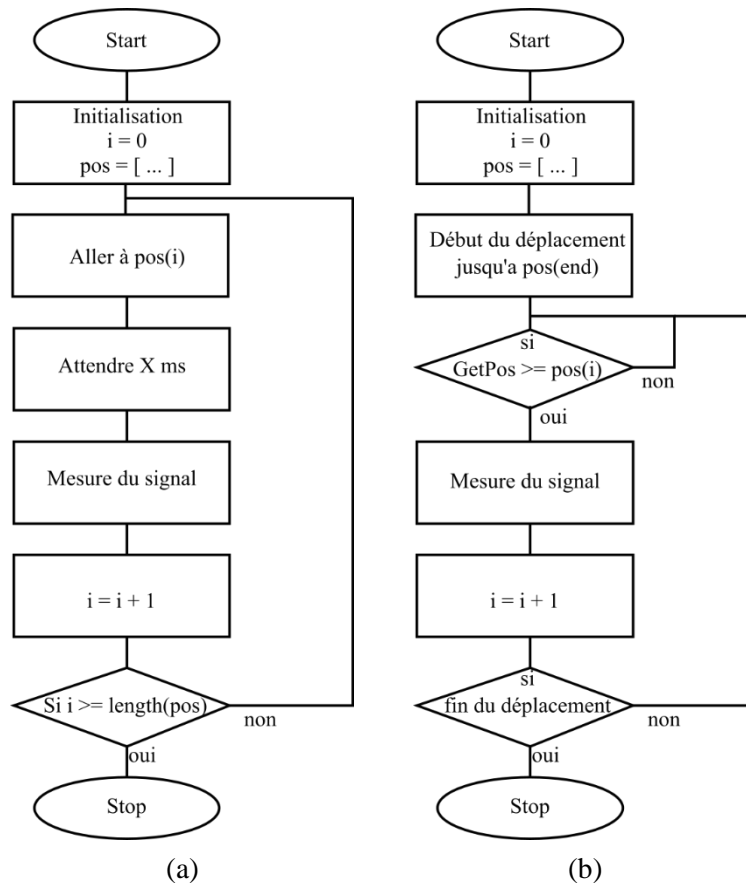 Start
Initialisation
i = 0
pos = [ ... ]
Aller à pos(i)
Attendre X ms
Mesure du signal
i = i + 1
Si i >= length(pos)
non
oui
Stop
(a)
Start
Initialisation
i = 0
pos = [ ... ]
Début du déplacement
jusqu'a pos(end)
si
GetPos >= pos(i)
non
oui
Mesure du signal
i = i + 1
si
fin du déplacement
non
oui
Stop
(b)